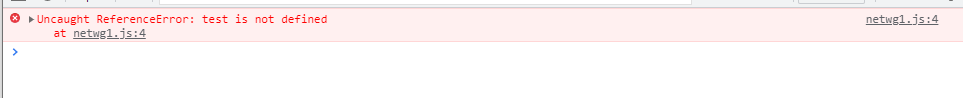 Uncaught ReferenceError: test is not defined netwg1.js:4
at netwg1.js:4